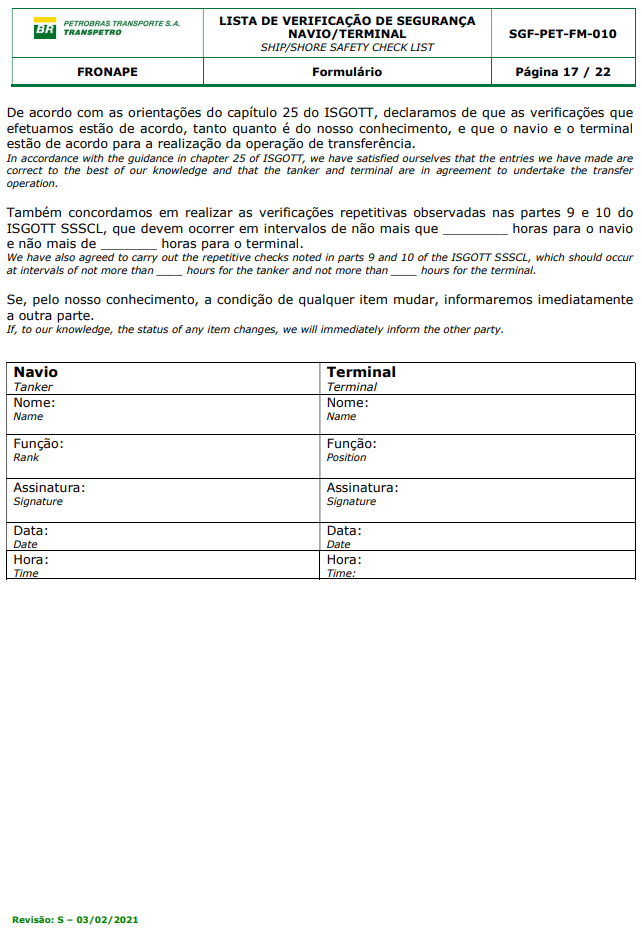 BR PETROBRAS TRANSPORTE S.A.
TRANSPETRO
LISTA DE VERIFICAÇÃO DE SEGURANÇA
NAVIO/TERMINAL
SHIP/SHORE SAFETY CHECK LIST
SGF-PET-FM-010
FRONAPE
Formulário
Página 17 / 22
De acordo com as orientações do capítulo 25 do ISGOTT, declaramos de que as verificações que
efetuamos estão de acordo, tanto quanto é do nosso conhecimento, e que o navio e o terminal
estão de acordo para a realização da operação de transferência.
In accordance with the guidance in chapter 25 of ISGOTT, we have satisfied ourselves that the entries we have made are
correct to the best of our knowledge and that the tanker and terminal are in agreement to undertake the transfer
operation.
Também concordamos em realizar as verificações repetitivas observadas nas partes 9 e 10 do
ISGOTT SSSCL, que devem ocorrer em intervalos de não mais que ________ horas para o navio
e não mais de _______ horas para o terminal.
We have also agreed to carry out the repetitive checks noted in parts 9 and 10 of the ISGOTT SSSCL, which should occur
at intervals of not more than ____ hours for the tanker and not more than ____ hours for the terminal.
Se, pelo nosso conhecimento, a condição de qualquer item mudar, informaremos imediatamente
a outra parte.
If, to our knowledge, the status of any item changes, we will immediately inform the other party.
Navio
Tanker
Terminal
Terminal
Nome:
Name
Nome:
Name
Função:
Rank
Função:
Position
Assinatura:
Signature
Assinatura:
Signature
Data:
Date
Data:
Date
Hora:
Time
Hora:
Time:
Revisão: S – 03/02/2021